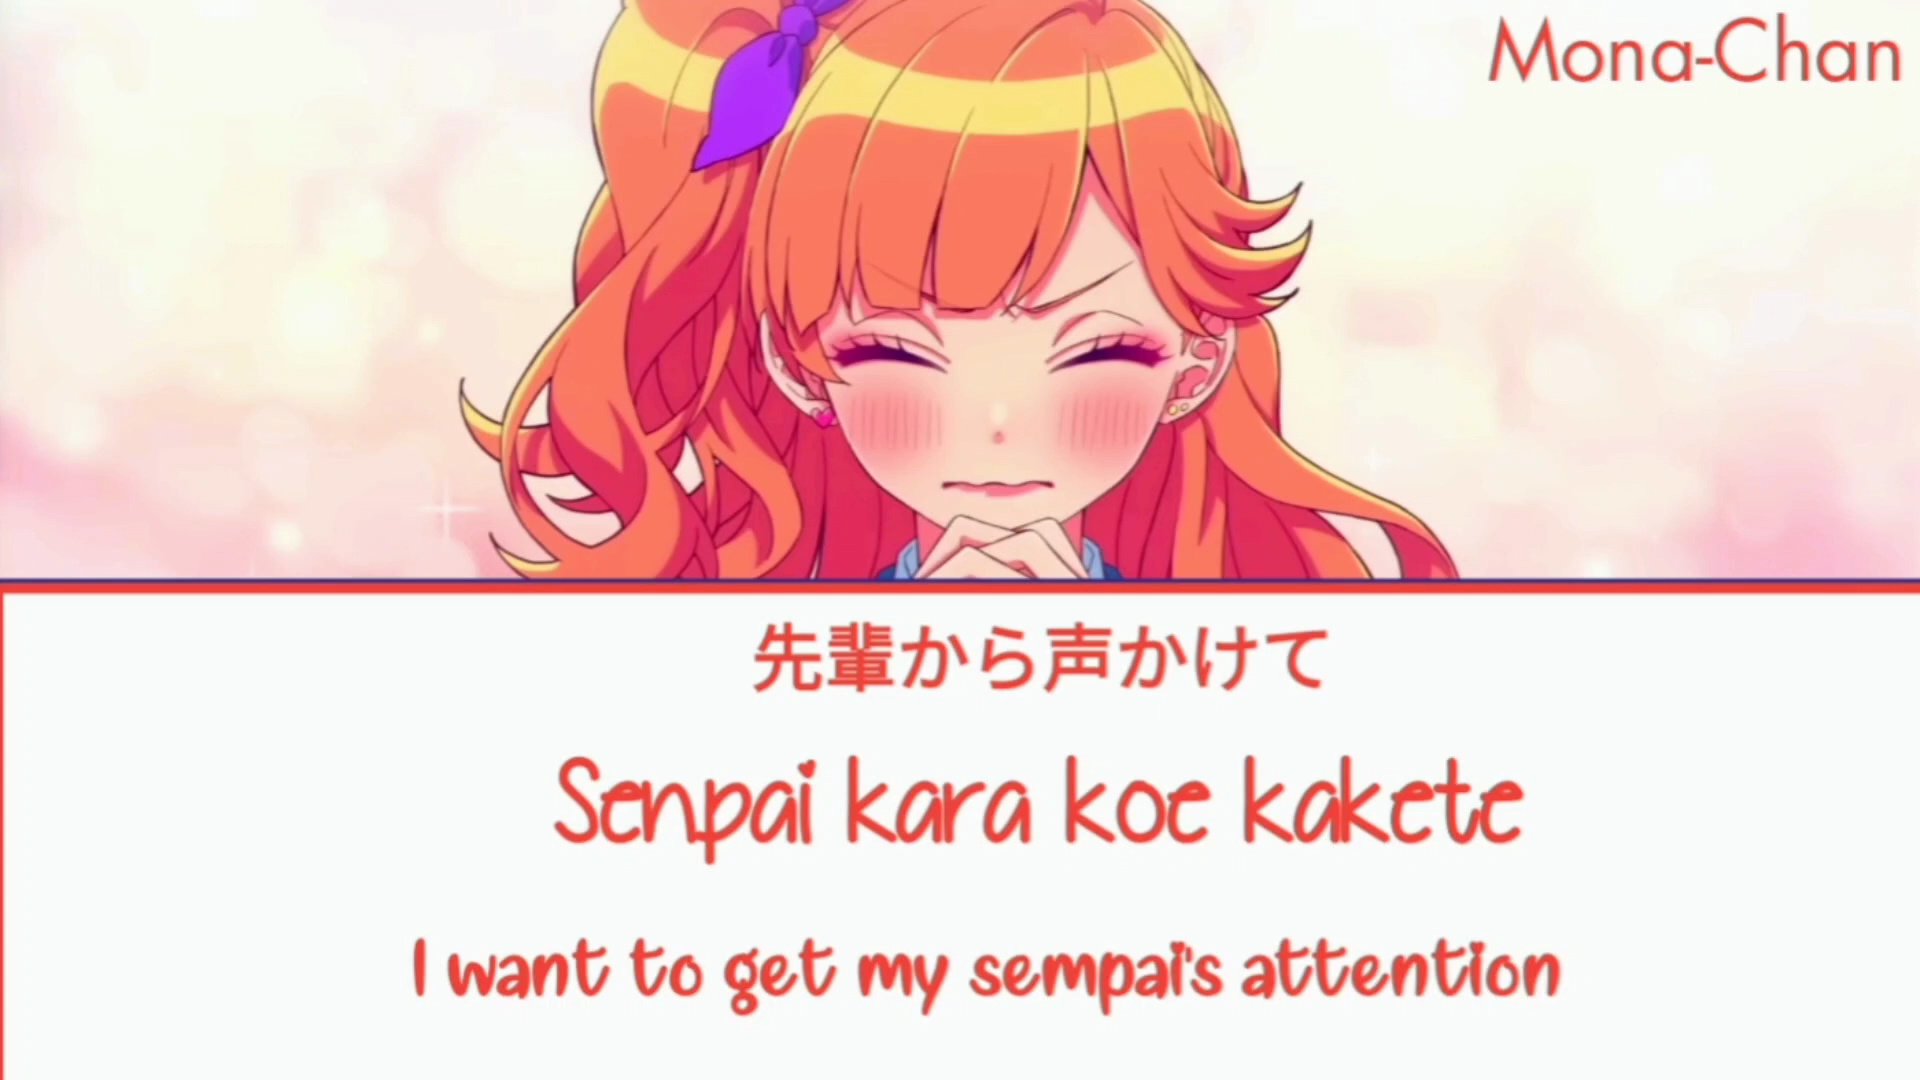 Mona-Chan
先輩から声かけて
Senpai kara koe kakete
I want to get my sempai's attention